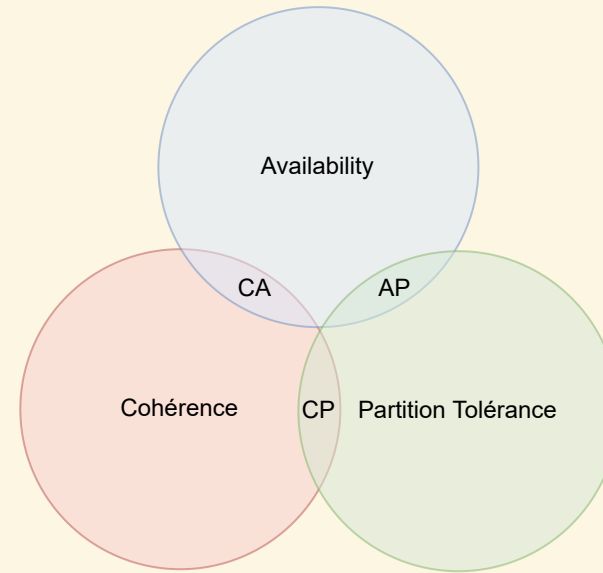 Availability
CA
AP
Cohérence
CP
Partition Tolérance